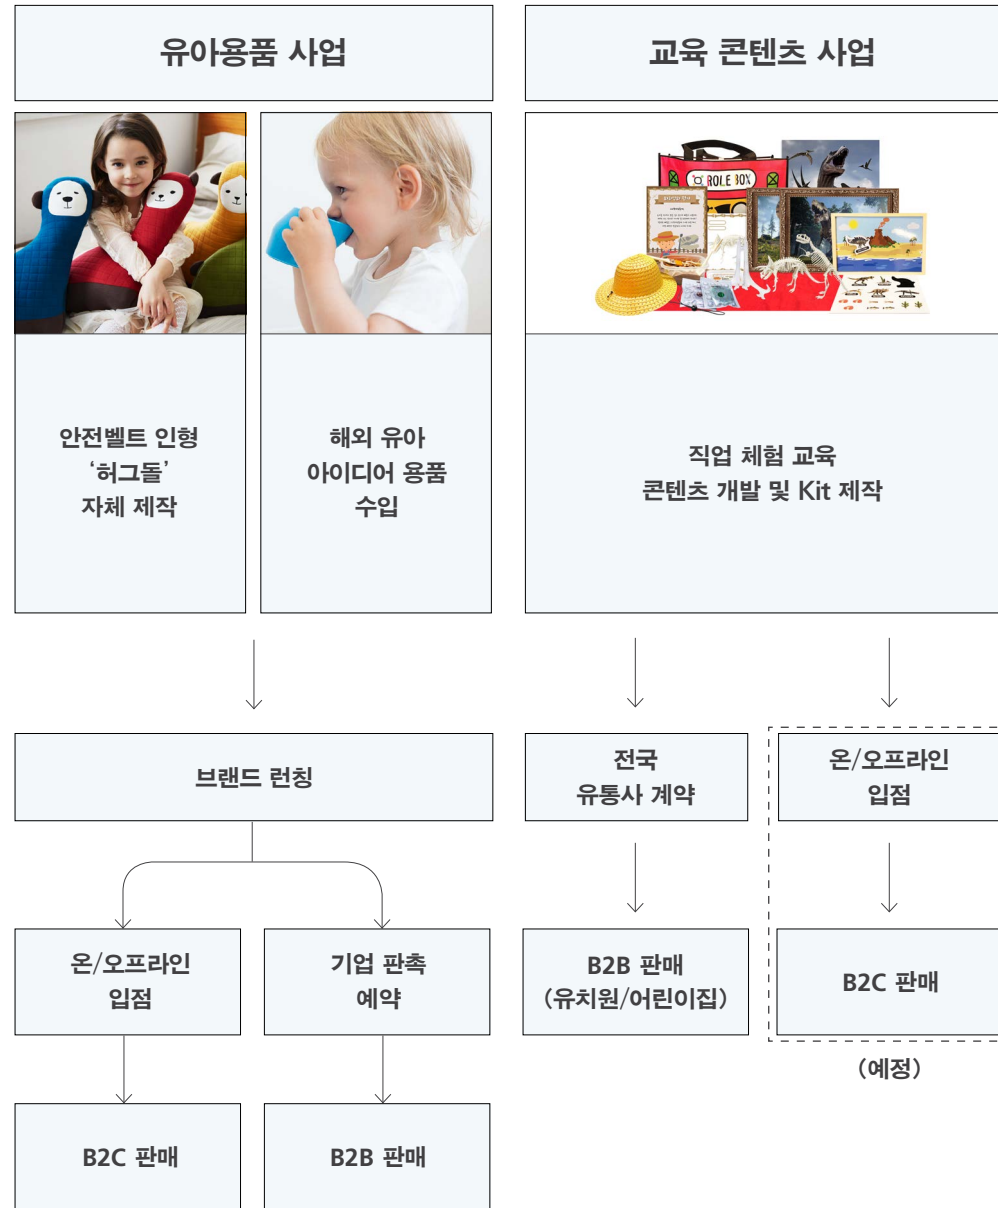 유아용품 사업
교육 콘텐츠 사업
ROLE BOX
안전벨트 인형
‘허그돌’
자체 제작
해외 유아
아이디어 용품
수입
직업 체험 교육
콘텐츠 개발 및 Kit 제작
브랜드 런칭
전국
유통사 계약
온/오프라인
입점
온/오프라인
입점
기업 판촉
예약
B2B 판매
(유치원/어린이집)
B2C 판매
(예정)
B2C 판매
B2B 판매